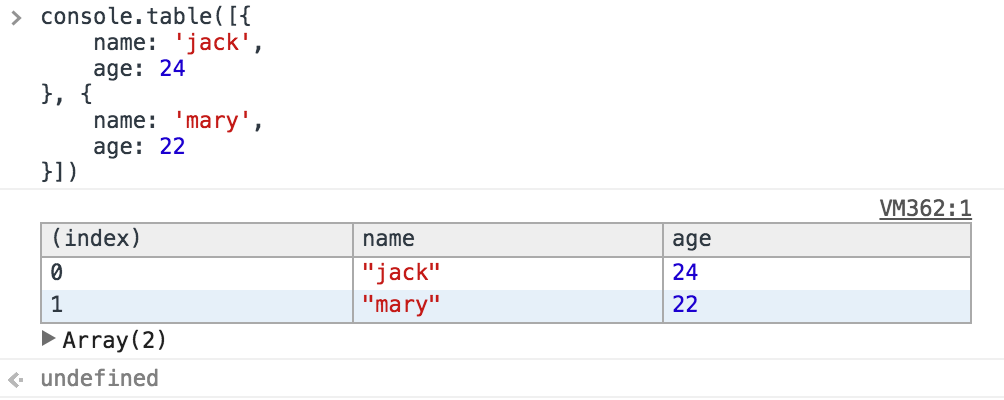 console.table([{
    name: 'jack',
    age: 24
}, {
    name: 'mary',
    age: 22
}])
VM362:1
(index) name age
0 "jack" 24
1 "mary" 22
Array(2)
undefined